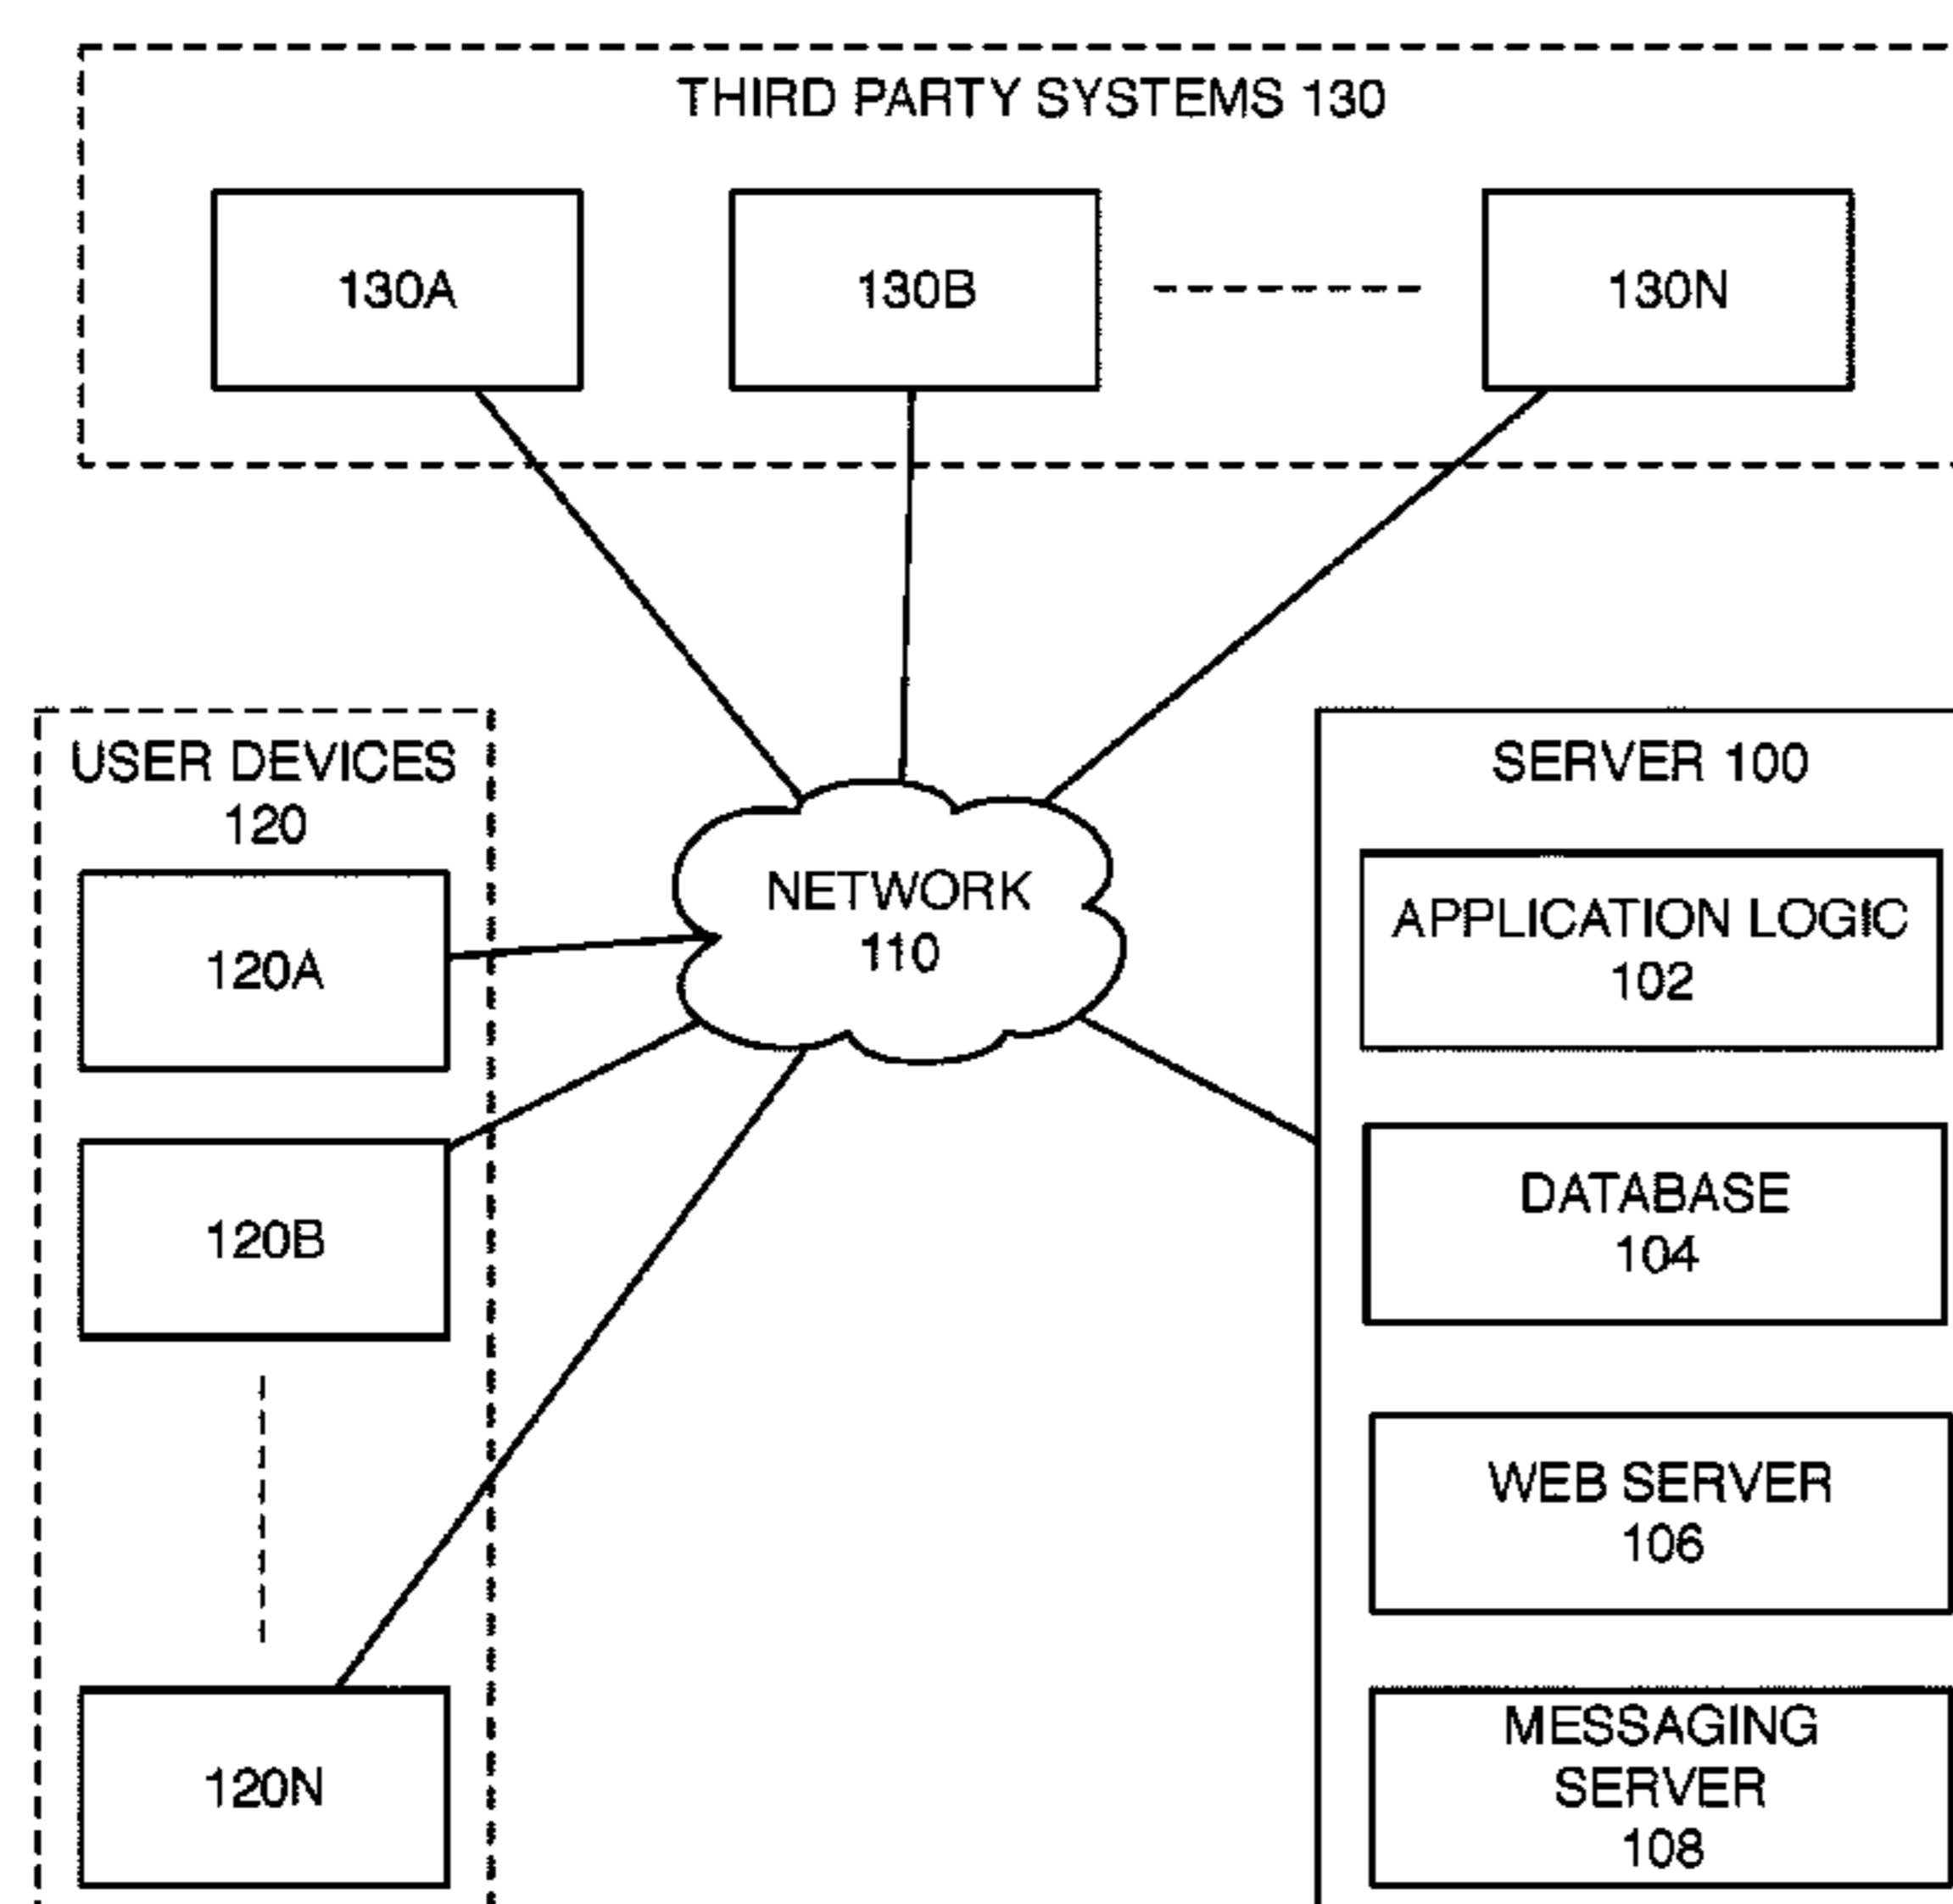 THIRD PARTY SYSTEMS 130
130A
130B
130N
USER DEVICES
120
120A
120B
120N
NETWORK
110
SERVER 100
APPLICATION LOGIC
102
DATABASE
104
WEB SERVER
106
MESSAGING
SERVER
108